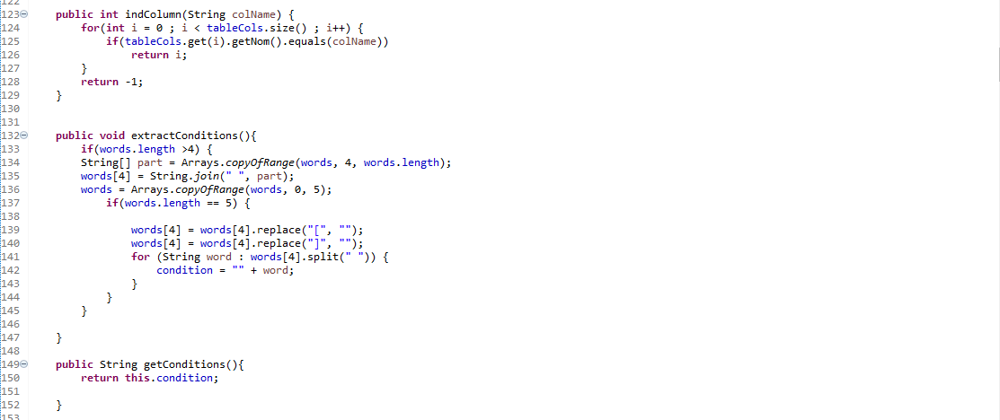 122
123 public int indColumn(String colName) {
124 for(int i = 0 ; i < tableCols.size() ; i++) {
125 if(tableCols.get(i).getNom().equals(colName))
126 return i;
127 }
128 return -1;
129 }
130
131
132 public void extractConditions(){
133 if(words.length >4) {
134 String[] part = Arrays.copyOfRange(words, 4, words.length);
135 words[4] = String.join(" ", part);
136 words = Arrays.copyOfRange(words, 0, 5);
137 if(words.length == 5) {
138
139 words[4] = words[4].replace("[", "");
140 words[4] = words[4].replace("]", "");
141 for (String word : words[4].split(" ")) {
142 condition = "" + word;
143 }
144 }
145 }
146
147 }
148
149 public String getConditions(){
150 return this.condition;
151
152 }
153